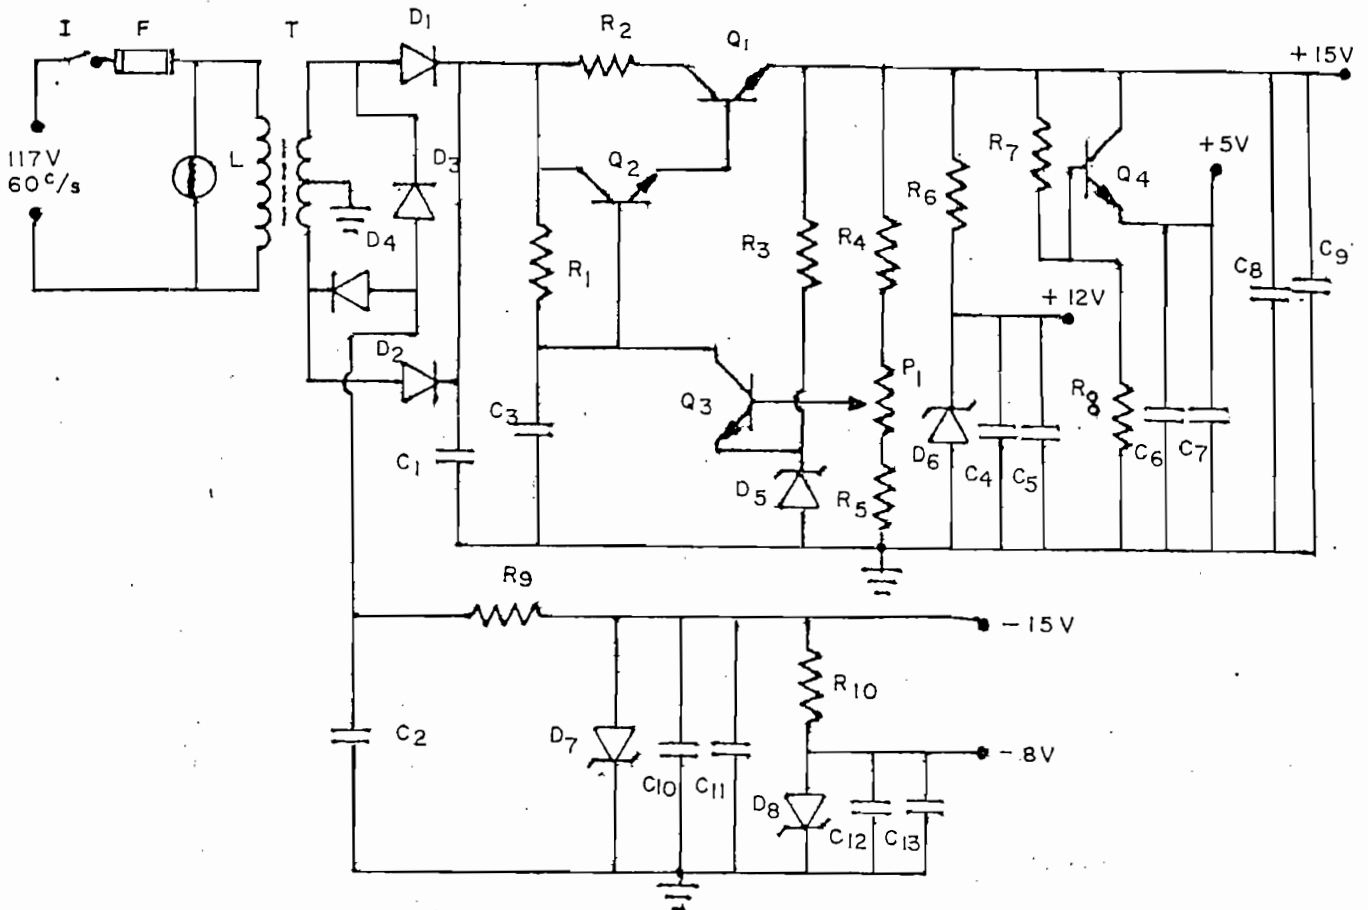 I F T D1 R2 Q1 +15V
117V
60 c/s
L D3 Q2 R7 Q4 +5V
D4 R1 R3 R4 R6 C8 C9
+12V
D2 C3 Q3 P1 R8
C1 D5 R5 D6 C4 C5 C6 C7
R9
-15V
R10
C2 D7 C10 C11 -8V
D8 C12 C13